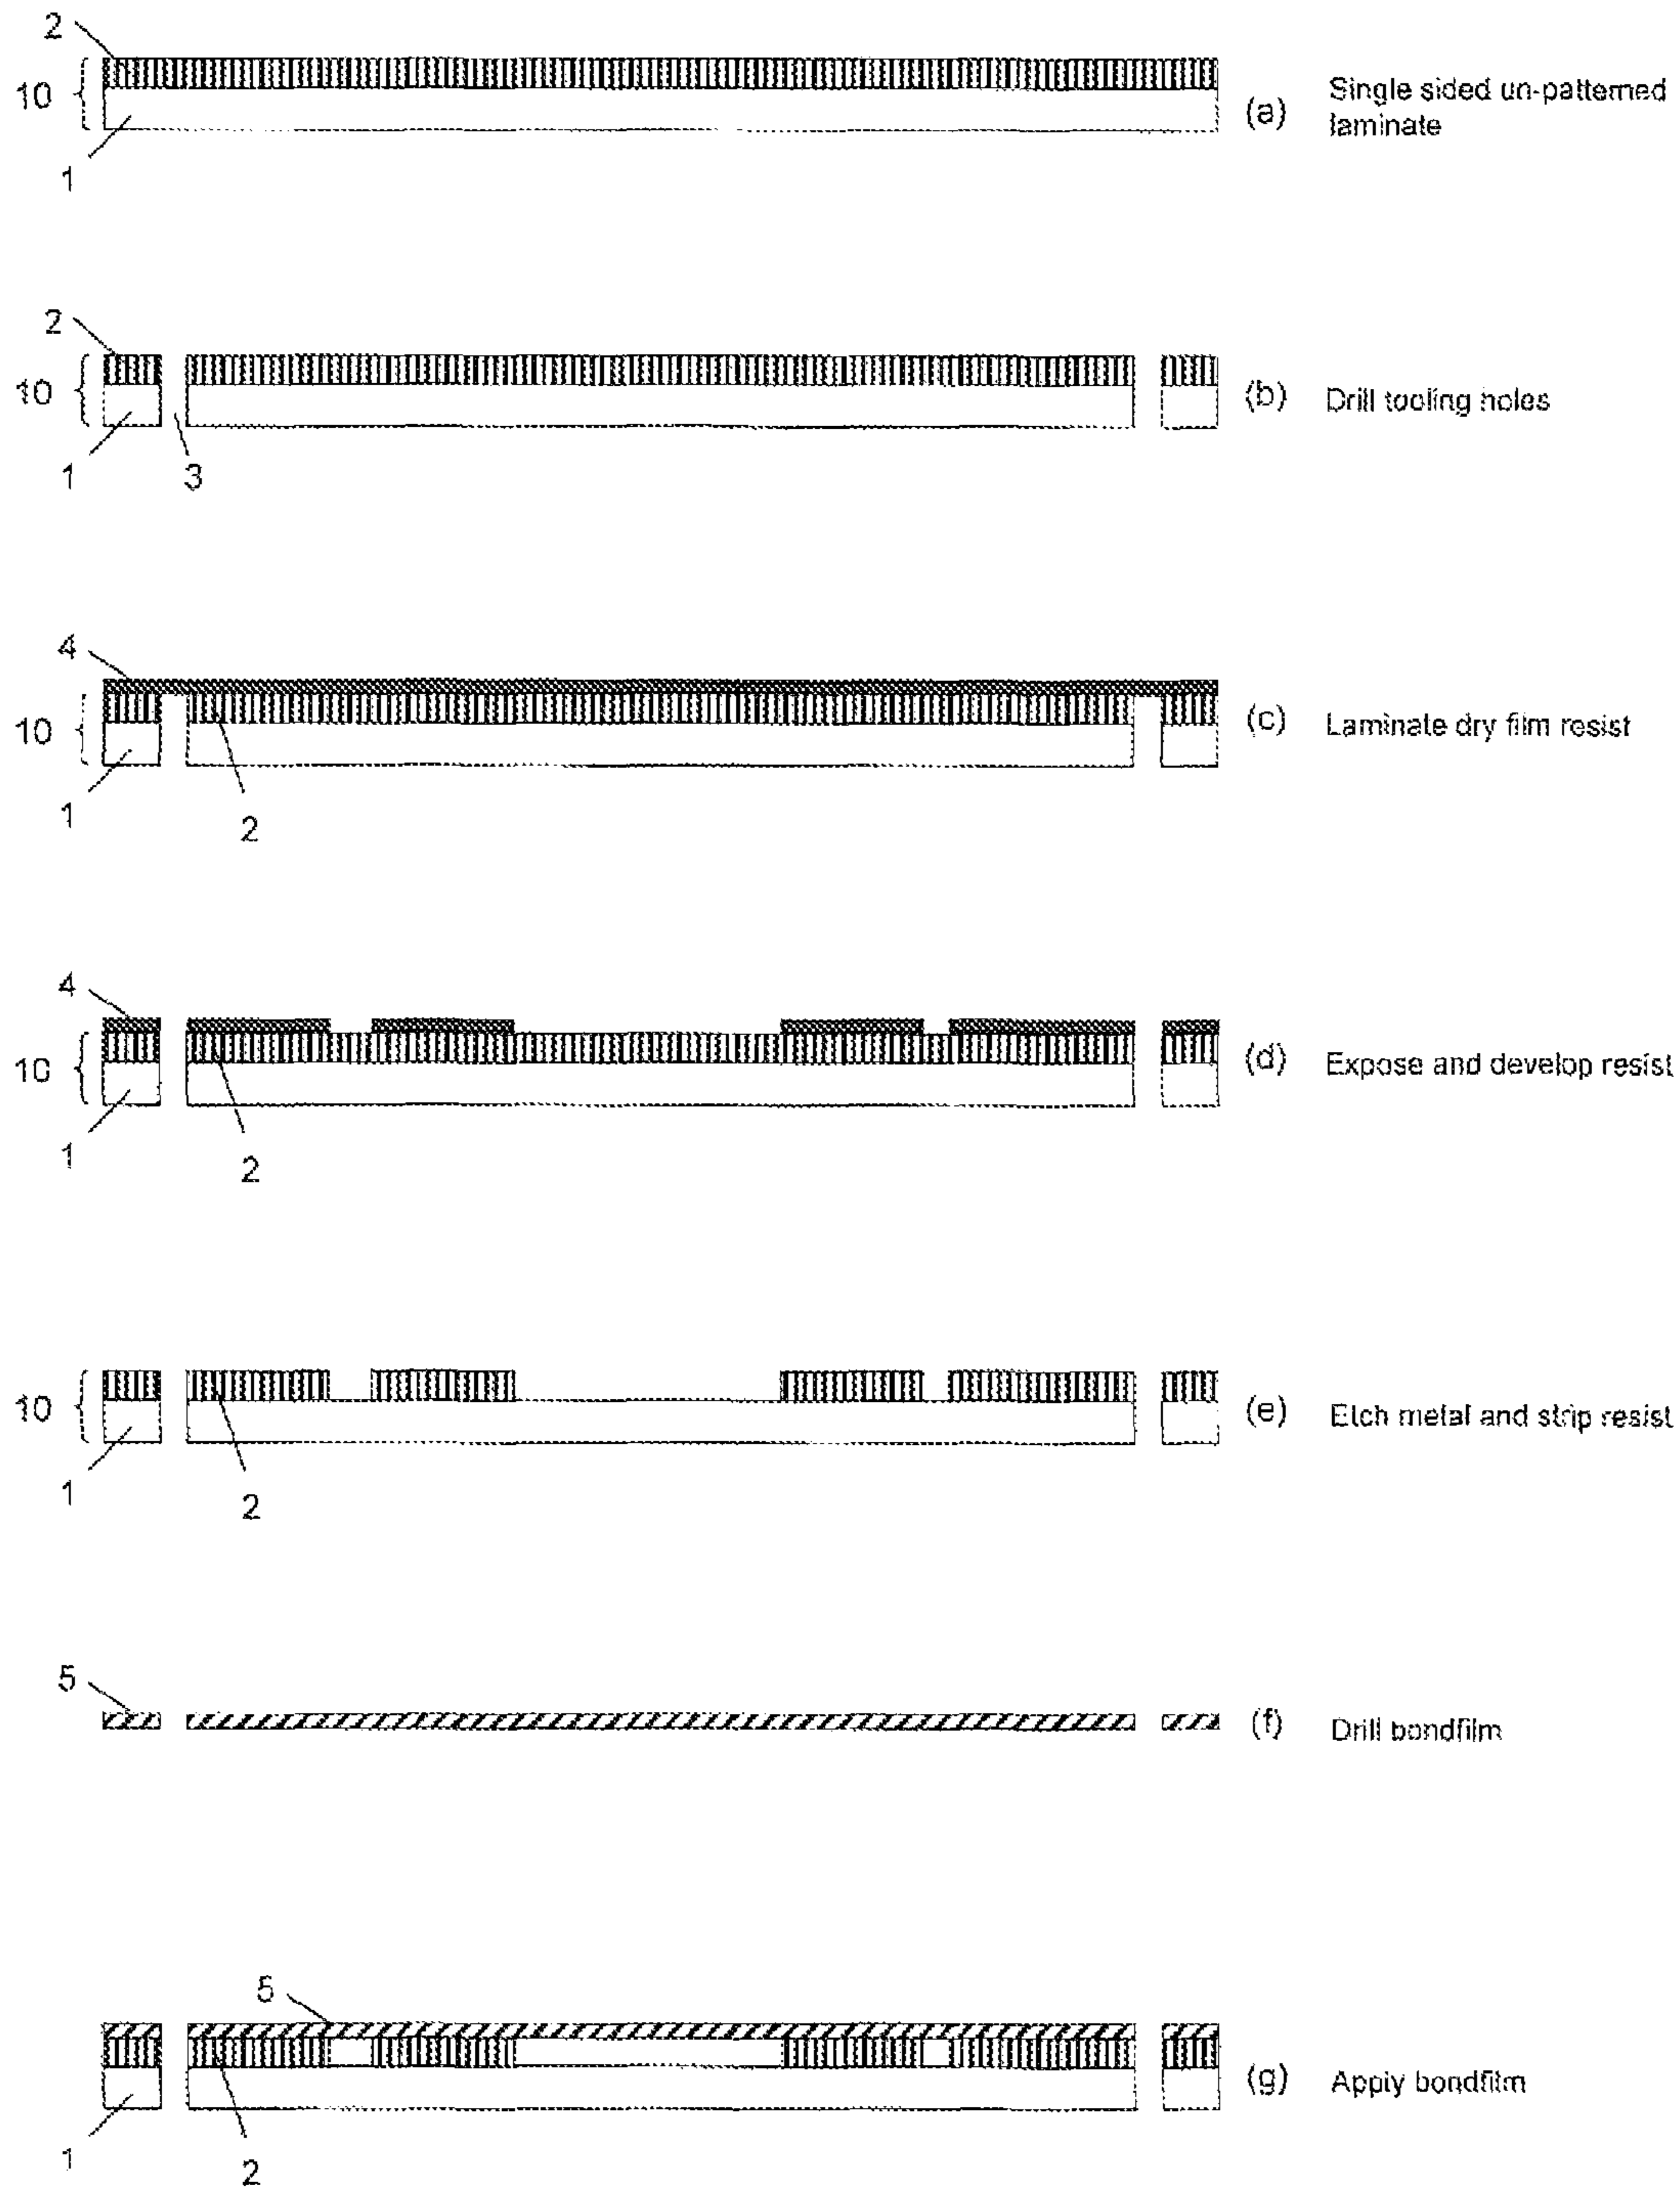 2
10
(a) Single sided un-patterned
laminate
1
2
10
(b) Drill tooling holes
1 3
4
10
(c) Laminate dry film resist
1
2
4
10
(d) Expose and develop resist
1
2
10
(e) Etch metal and strip resist
1
2
5
(f) Drill bondfilm
5
(g) Apply bondfilm
1
2